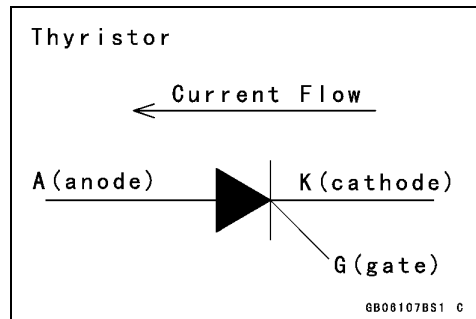 Thyristor
Current Flow
A(anode) K(cathode)
G(gate)
GB06107BS1 C